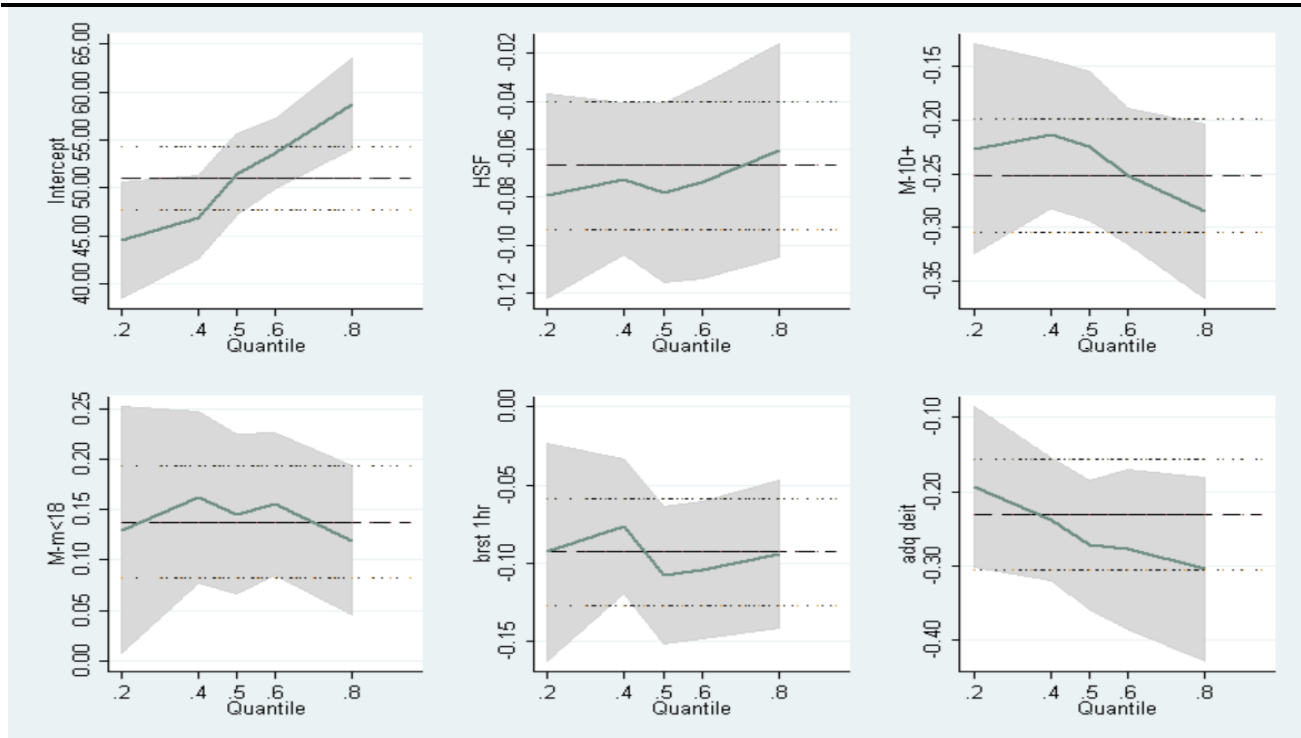 Intercept
65.00
60.00
55.00
50.00
45.00
40.00
.2 .4 .5 .6 .8
Quantile
HSF
-0.02
-0.04
-0.06
-0.08
-0.10
-0.12
.2 .4 .5 .6 .8
Quantile
M-10+
-0.15
-0.20
-0.25
-0.30
-0.35
.2 .4 .5 .6 .8
Quantile
M-m<18
0.25
0.20
0.15
0.10
0.05
0.00
.2 .4 .5 .6 .8
Quantile
brst 1hr
0.00
-0.05
-0.10
-0.15
.2 .4 .5 .6 .8
Quantile
adq deit
-0.10
-0.20
-0.30
-0.40
.2 .4 .5 .6 .8
Quantile